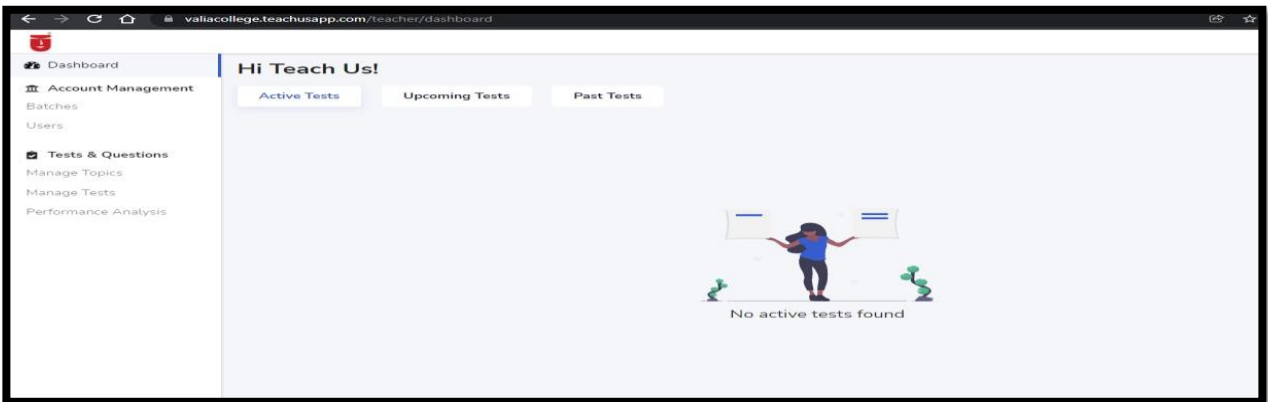 valiacollege.teachusapp.com/teacher/dashboard
Dashboard
Hi Teach Us!
Account Management
Active Tests Upcoming Tests Past Tests
Batches
Users
Tests & Questions
Manage Topics
Manage Tests
Performance Analysis
No active tests found